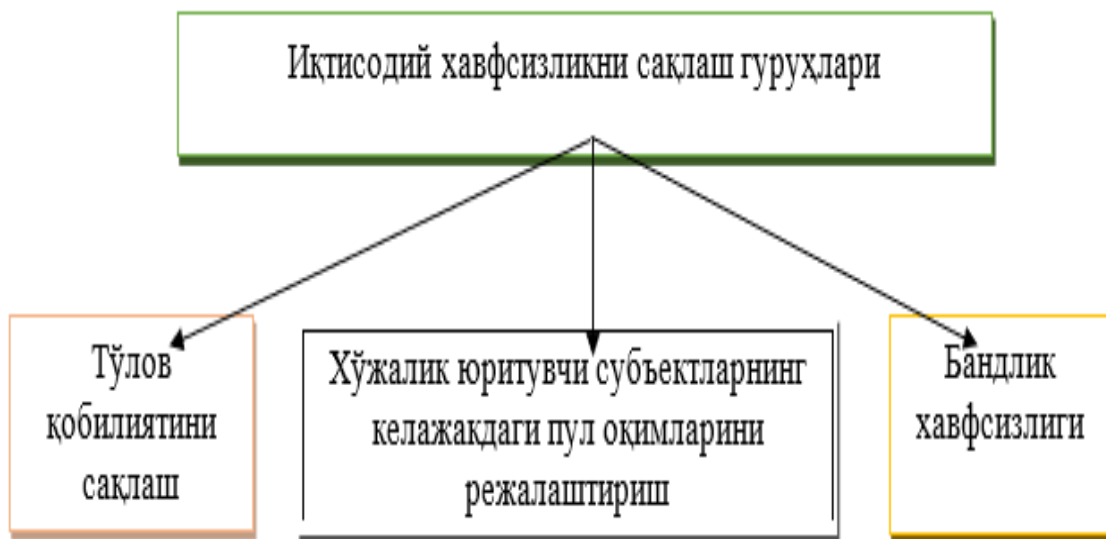 Иқтисодий хавфсизликни сақлаш гуруҳлари
Тўлов
қобилиятини
сақлаш
Хўжалик юритувчи субъектларнинг
келажакдаги пул оқимларини
режалаштириш
Бандлик
хавфсизлиги